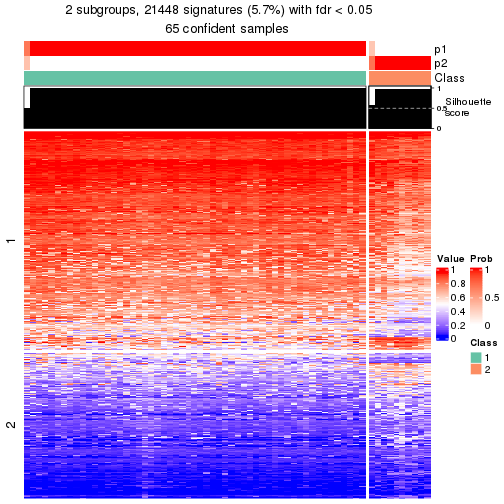 2 subgroups, 21448 signatures (5.7%) with fdr < 0.05
65 confident samples
p1
p2
Class
1
0.5
0
Silhouette
score
1
2
Value
1
0.8
0.6
0.4
0.2
0
Prob
1
0.5
0
Class
1
2